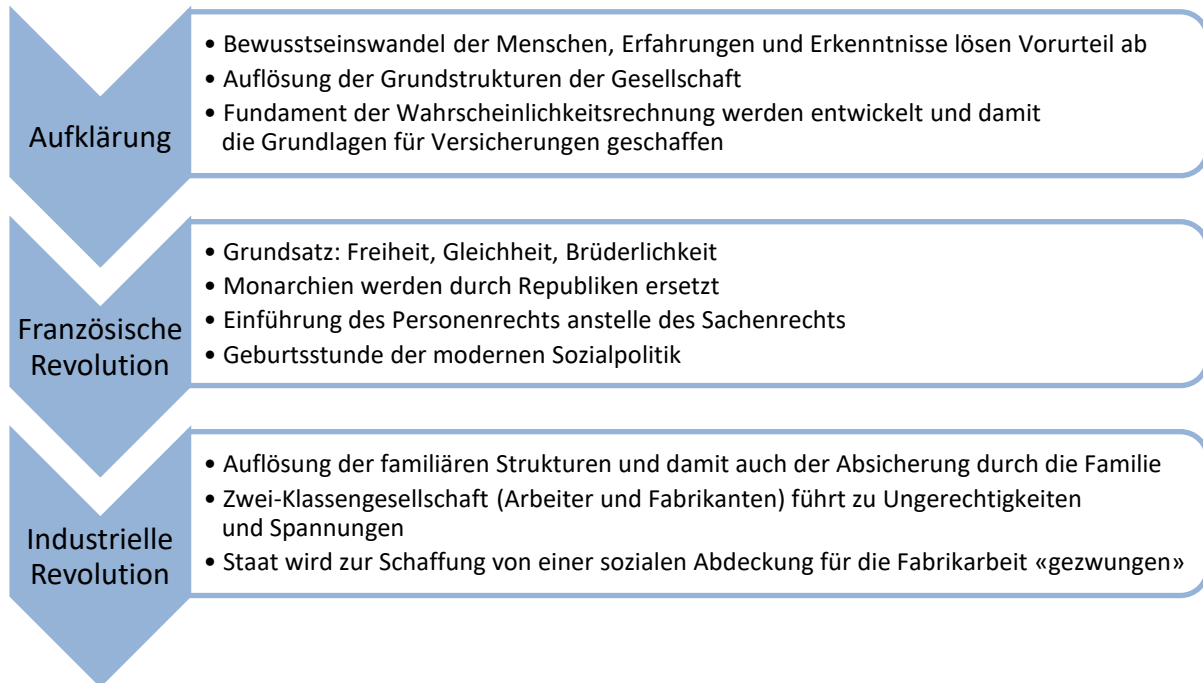 Aufklärung
• Bewusstseinswandel der Menschen, Erfahrungen und Erkenntnisse lösen Vorurteil ab
• Auflösung der Grundstrukturen der Gesellschaft
• Fundament der Wahrscheinlichkeitsrechnung werden entwickelt und damit
die Grundlagen für Versicherungen geschaffen
Französische
Revolution
• Grundsatz: Freiheit, Gleichheit, Brüderlichkeit
• Monarchien werden durch Republiken ersetzt
• Einführung des Personenrechts anstelle des Sachenrechts
• Geburtsstunde der modernen Sozialpolitik
Industrielle
Revolution
• Auflösung der familiären Strukturen und damit auch der Absicherung durch die Familie
• Zwei-Klassengesellschaft (Arbeiter und Fabrikanten) führt zu Ungerechtigkeiten
und Spannungen
• Staat wird zur Schaffung von einer sozialen Abdeckung für die Fabrikarbeit «gezwungen»